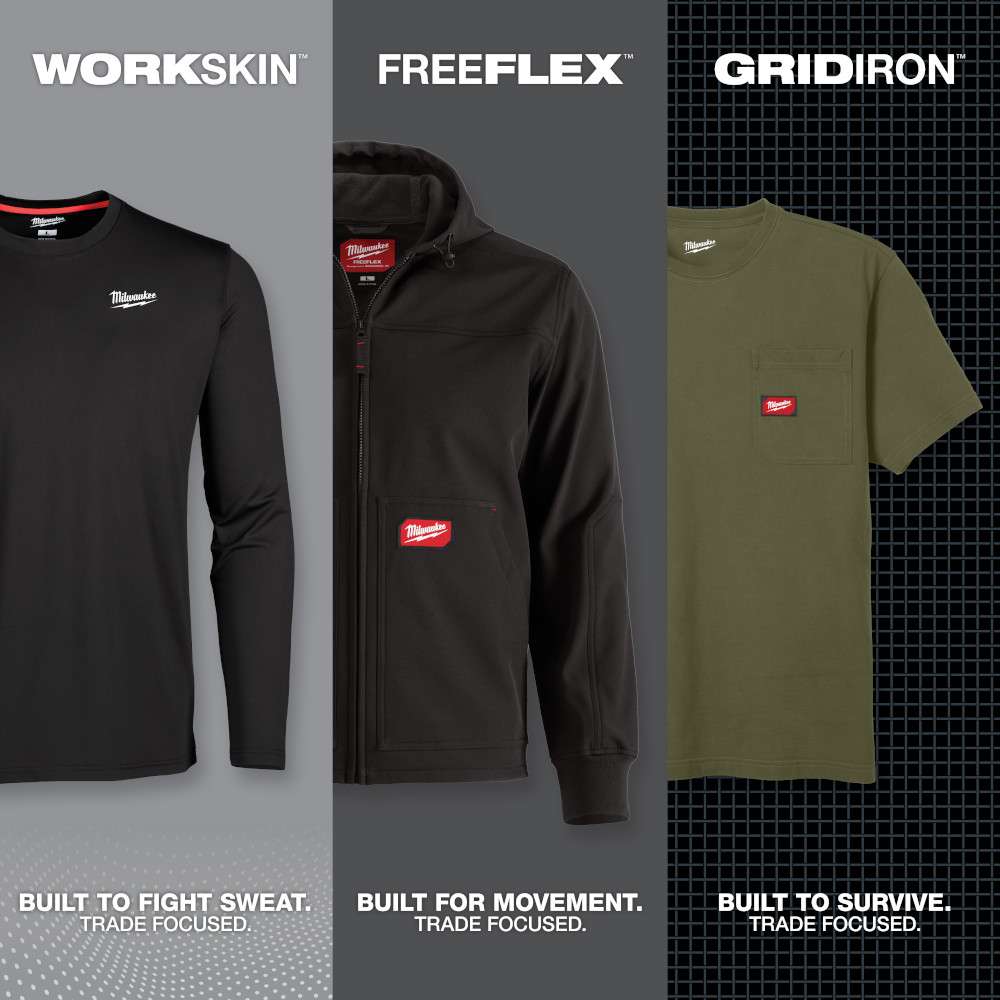 WORKSKIN™
FREEFLEX™
GRIDIRON™
Milwaukee
L
Milwaukee
Milwaukee
FREEFLEX
L
Milwaukee
Milwaukee
Milwaukee
BUILT TO FIGHT SWEAT.
TRADE FOCUSED.
BUILT FOR MOVEMENT.
TRADE FOCUSED.
BUILT TO SURVIVE.
TRADE FOCUSED.